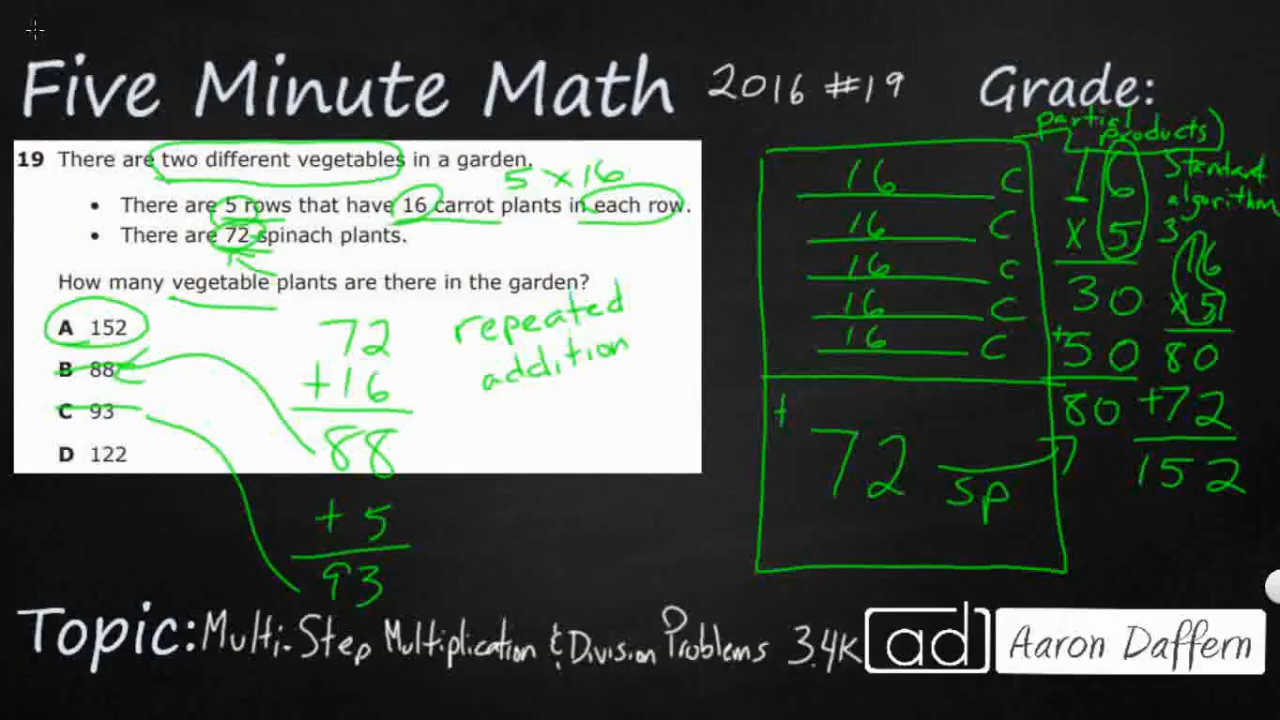 Five Minute Math 2016 #19 Grade:
19 There are two different vegetables in a garden.
5 x 16
• There are 5 rows that have 16 carrot plants in each row.
• There are 72 spinach plants.
How many vegetable plants are there in the garden?
A 152
B 88
C 93
D 122
72
+16
88
+ 5
93
repeated
addition
16 C
16 C
16 C
16 C
16 C
+
72 sp
partial
products
16
x 5
30
+50
80
Standard
algorithm
3
16
x5
80
+72
152
Topic: Multi-Step Multiplication & Division Problems 3.4K
ad Aaron Daffern